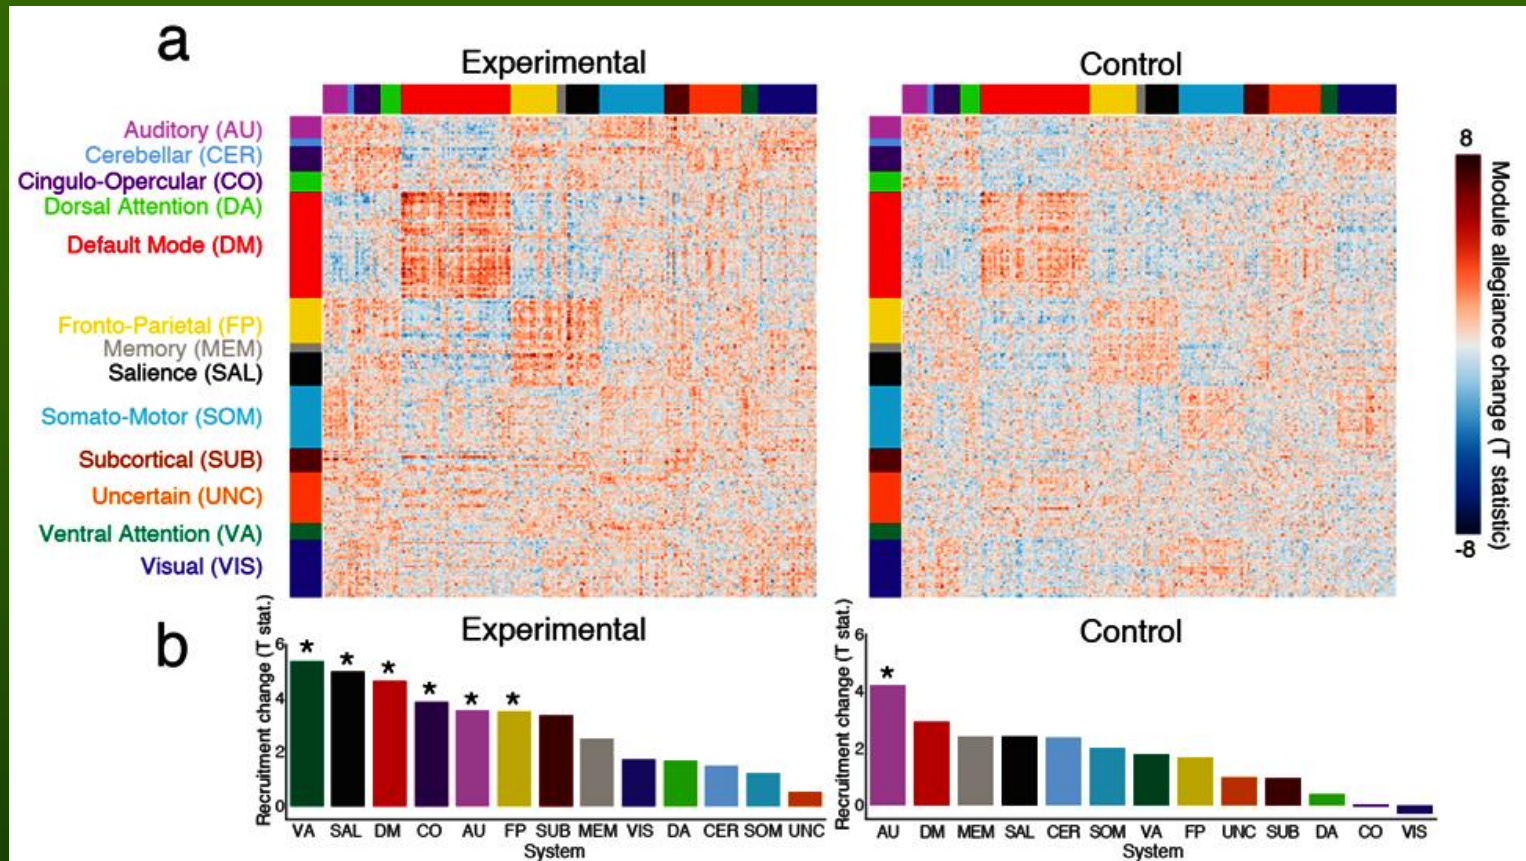 a
Experimental
Control
Auditory (AU)
Cerebellar (CER)
Cingulo-Opercular (CO)
Dorsal Attention (DA)
Default Mode (DM)
Fronto-Parietal (FP)
Memory (MEM)
Salience (SAL)
Somato-Motor (SOM)
Subcortical (SUB)
Uncertain (UNC)
Ventral Attention (VA)
Visual (VIS)
8
Module allegiance change (T statistic)
-8
b
Experimental
Recruitment change (T stat.)
6
4
2
0
* * * * * *
VA SAL DM CO AU FP SUB MEM VIS DA CER SOM UNC
System
Control
Recruitment change (T stat.)
6
4
2
0
*
AU DM MEM SAL CER SOM VA FP UNC SUB DA CO VIS
System